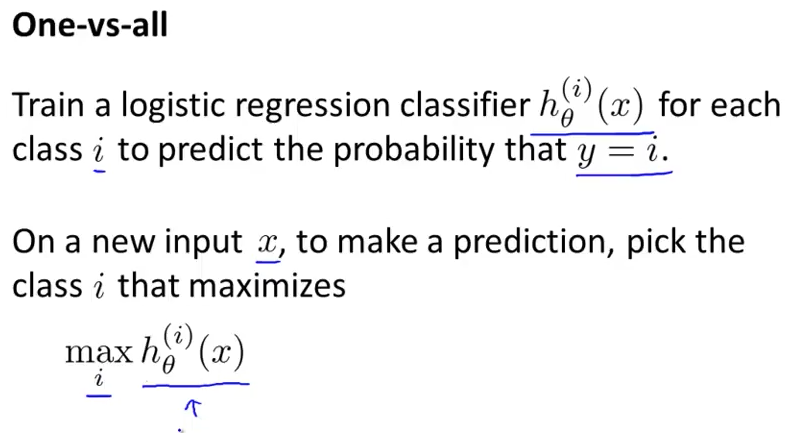 One-vs-all
Train a logistic regression classifier $h_\theta^{(i)}(x)$ for each
class $i$ to predict the probability that $y = i$.
On a new input $x$, to make a prediction, pick the
class $i$ that maximizes
$\max_i h_\theta^{(i)}(x)$